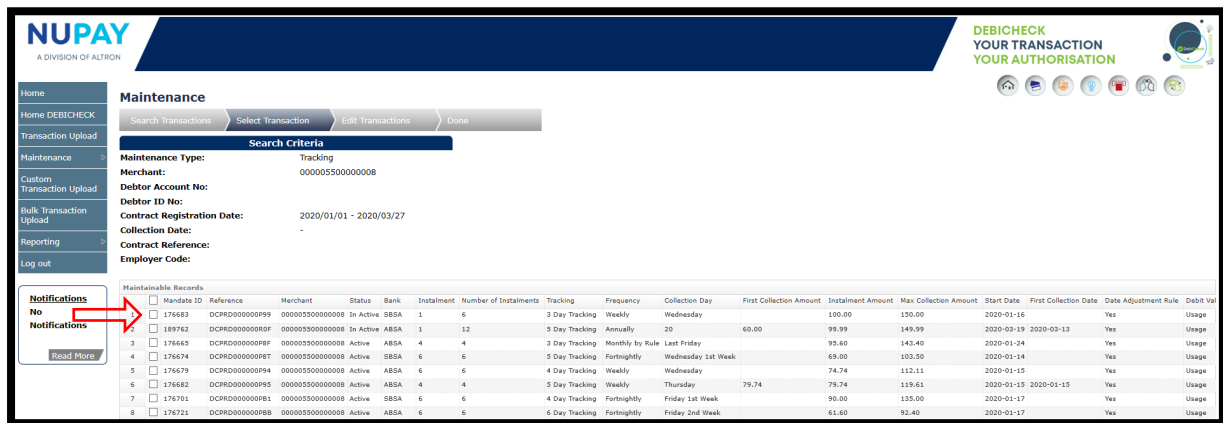 NUPAY
A DIVISION OF ALTRON
DEBICHECK
YOUR TRANSACTION
YOUR AUTHORISATION
Home
Home DEBICHECK
Transaction Upload
Maintenance
Custom
Transaction Upload
Bulk Transaction
Upload
Reporting
Log out
Notifications
No
Notifications
Read More
Maintenance
Search Transactions Select Transaction Edit Transactions Done
Search Criteria
Maintenance Type: Tracking
Merchant: 000005500000008
Debtor Account No:
Debtor ID No:
Contract Registration Date: 2020/01/01 - 2020/03/27
Collection Date: -
Contract Reference:
Employer Code:
Maintainable Records
Mandate ID Reference Merchant Status Bank Instalment Number of Instalments Tracking Frequency Collection Day First Collection Amount Instalment Amount Max Collection Amount Start Date First Collection Date Date Adjustment Rule Debit Val
1 176683 DCPRD000000P99 000005500000008 In Active SBSA 1 6 3 Day Tracking Weekly Wednesday 100.00 150.00 2020-01-16 Yes Usage
2 189762 DCPRD000000R0F 000005500000008 In Active ABSA 1 12 5 Day Tracking Annually 20 60.00 99.99 149.99 2020-03-19 2020-03-13 Yes Usage
3 176665 DCPRD000000P8F 000005500000008 Active ABSA 4 4 3 Day Tracking Monthly by Rule Last Friday 95.60 143.40 2020-01-24 Yes Usage
4 176674 DCPRD000000P8T 000005500000008 Active SBSA 6 6 5 Day Tracking Fortnightly Wednesday 1st Week 69.00 103.50 2020-01-14 Yes Usage
5 176679 DCPRD000000P94 000005500000008 Active ABSA 6 6 4 Day Tracking Weekly Wednesday 74.74 112.11 2020-01-15 Yes Usage
6 176682 DCPRD000000P95 000005500000008 Active ABSA 4 4 5 Day Tracking Weekly Thursday 79.74 79.74 119.61 2020-01-15 2020-01-15 Yes Usage
7 176701 DCPRD000000PB1 000005500000008 Active SBSA 6 6 4 Day Tracking Fortnightly Friday 1st Week 90.00 135.00 2020-01-17 Yes Usage
8 176721 DCPRD000000PBB 000005500000008 Active ABSA 6 6 6 Day Tracking Fortnightly Friday 2nd Week 61.60 92.40 2020-01-17 Yes Usage